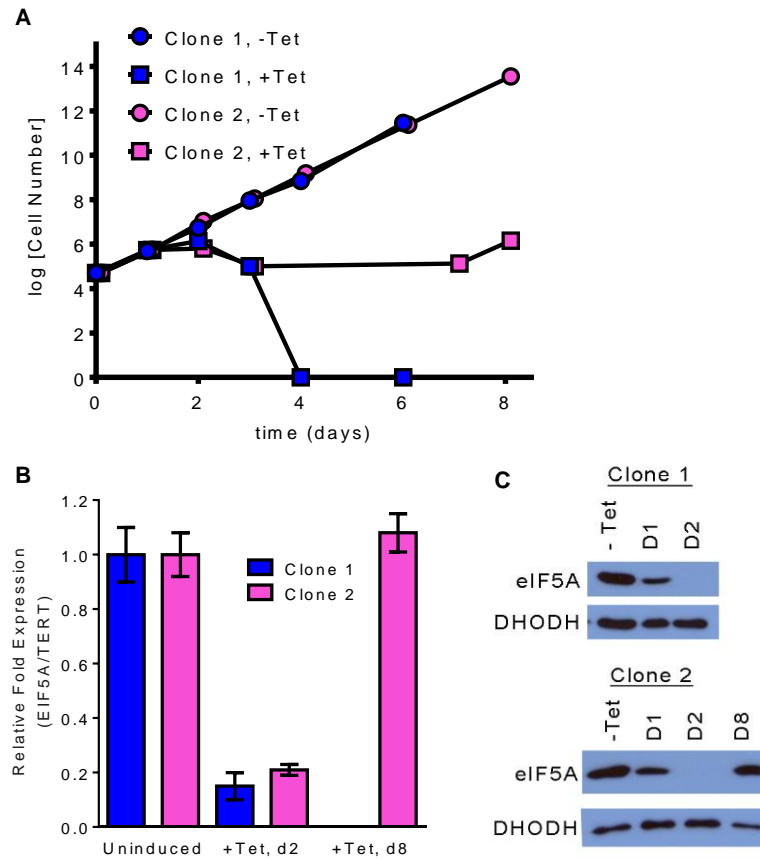 A
Clone 1, -Tet
Clone 1, +Tet
Clone 2, -Tet
Clone 2, +Tet
log [Cell Number]
14
12
10
8
6
4
2
0
0 2 4 6 8
time (days)
B
Relative Fold Expression
(EIF5A/TERT)
1.2
1.0
0.8
0.6
0.4
0.2
0.0
Clone 1
Clone 2
Uninduced +Tet, d2 +Tet, d8
C
Clone 1
- Tet D1 D2
eIF5A
DHODH
Clone 2
-Tet D1 D2 D8
eIF5A
DHODH